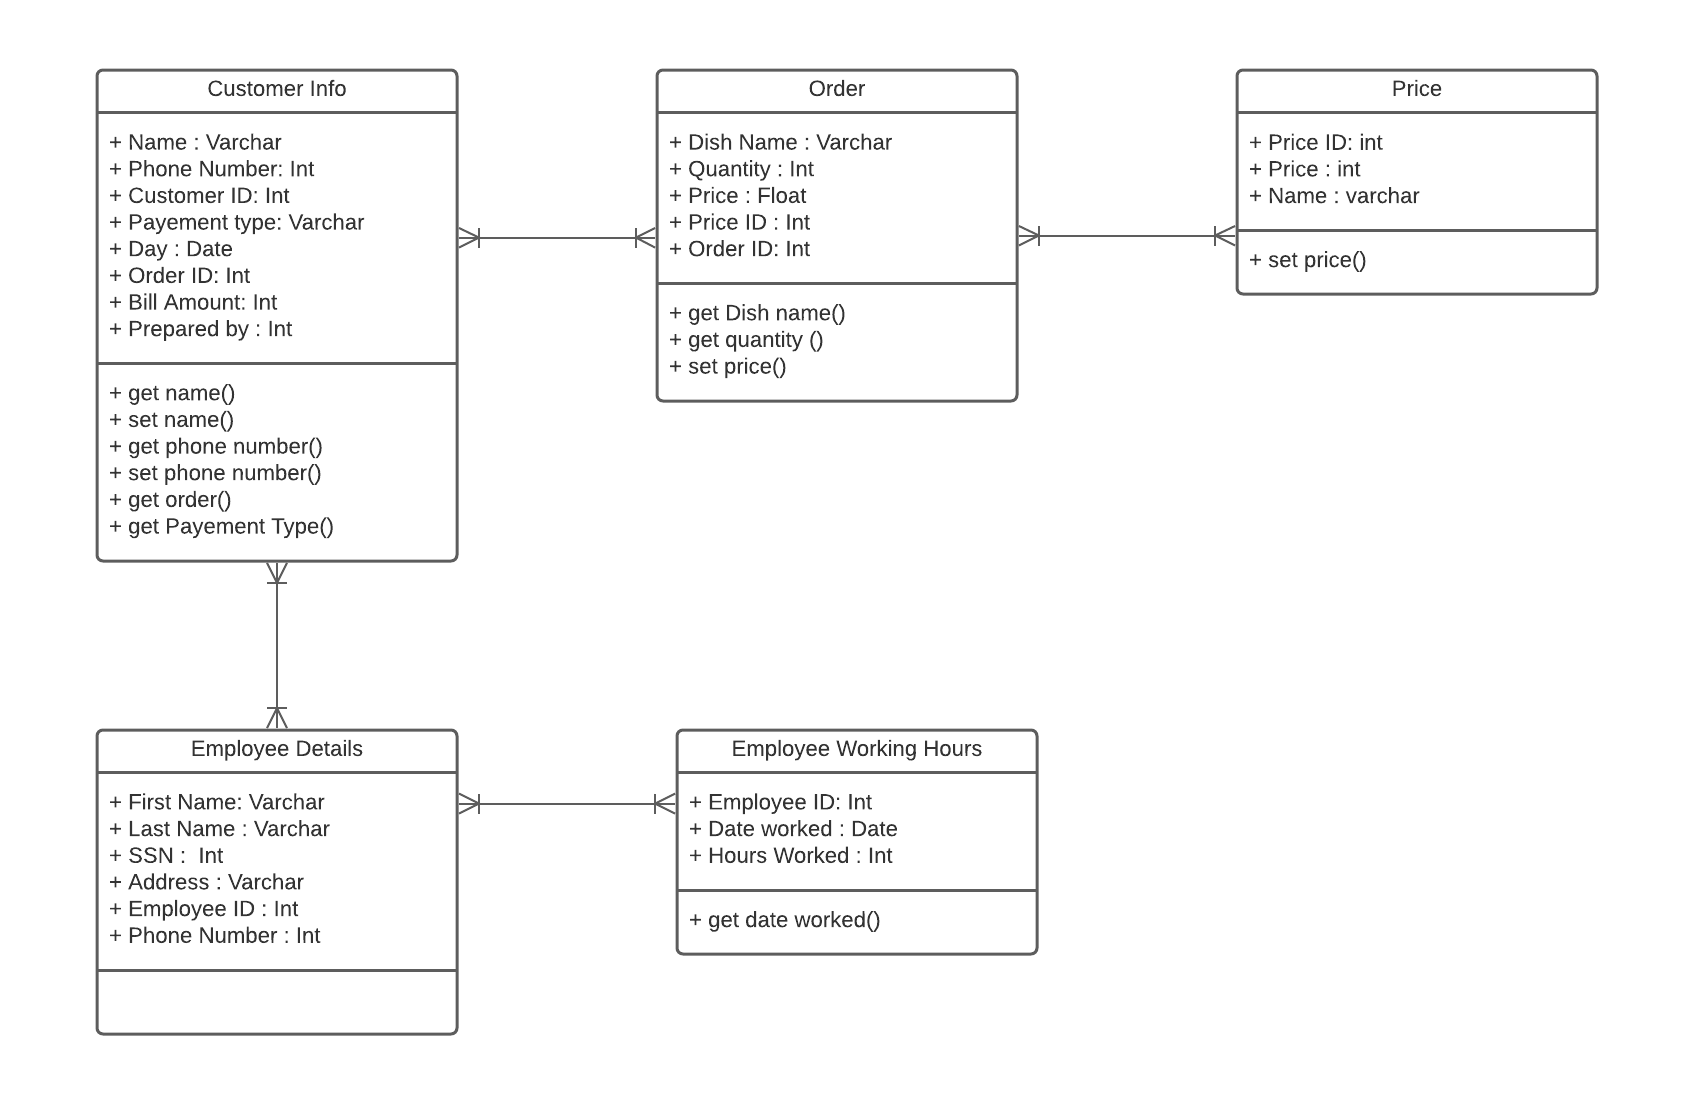 Customer Info
+ Name : Varchar
+ Phone Number: Int
+ Customer ID: Int
+ Payement type: Varchar
+ Day : Date
+ Order ID: Int
+ Bill Amount: Int
+ Prepared by : Int
+ get name()
+ set name()
+ get phone number()
+ set phone number()
+ get order()
+ get Payement Type()
Order
+ Dish Name : Varchar
+ Quantity : Int
+ Price : Float
+ Price ID : Int
+ Order ID: Int
+ get Dish name()
+ get quantity ()
+ set price()
Price
+ Price ID: int
+ Price : int
+ Name : varchar
+ set price()
Employee Details
+ First Name: Varchar
+ Last Name : Varchar
+ SSN :  Int
+ Address : Varchar
+ Employee ID : Int
+ Phone Number : Int
Employee Working Hours
+ Employee ID: Int
+ Date worked : Date
+ Hours Worked : Int
+ get date worked()